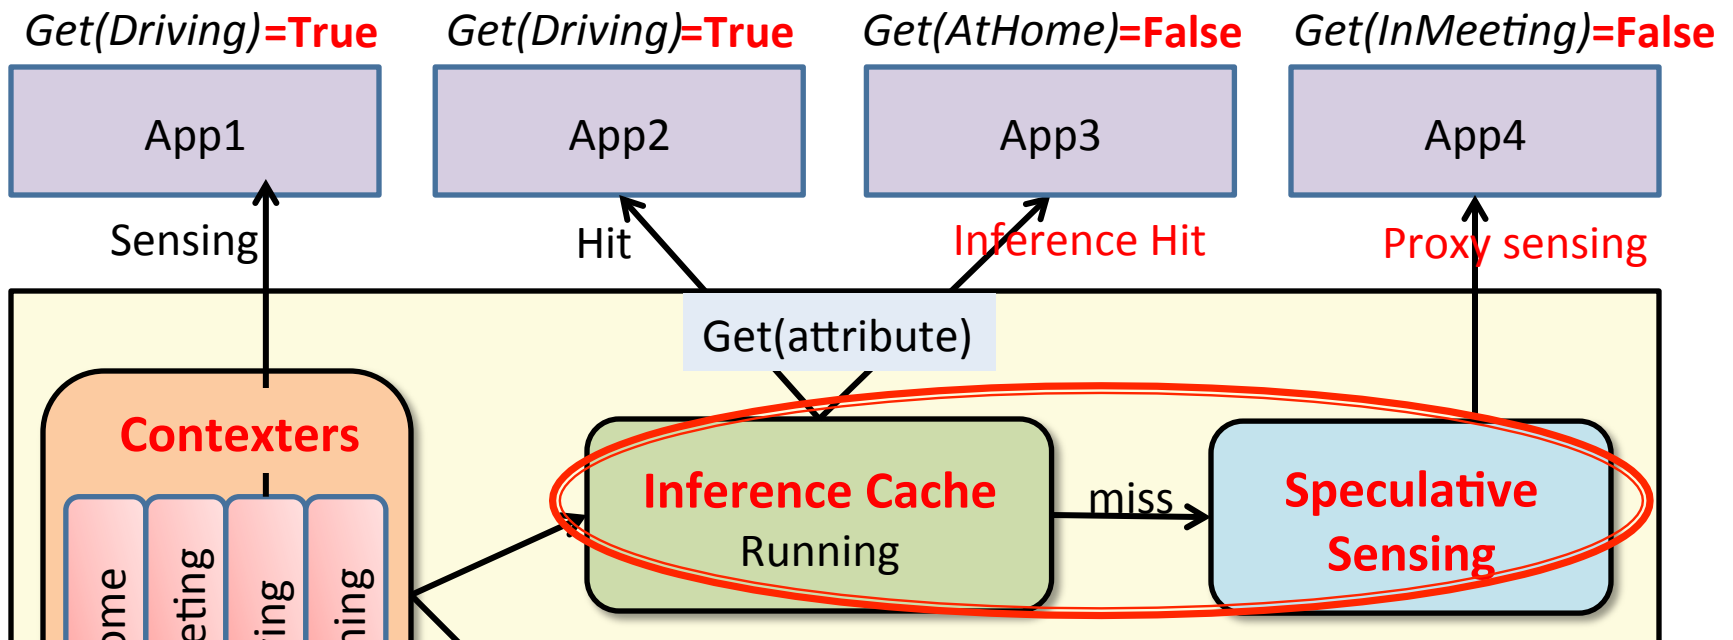 Get(Driving)=True
Get(Driving)=True
Get(AtHome)=False
Get(InMeeting)=False
App1
App2
App3
App4
Sensing
Hit
Inference Hit
Proxy sensing
Get(attribute)
Contexters
Inference Cache
Running
miss
Speculative
Sensing